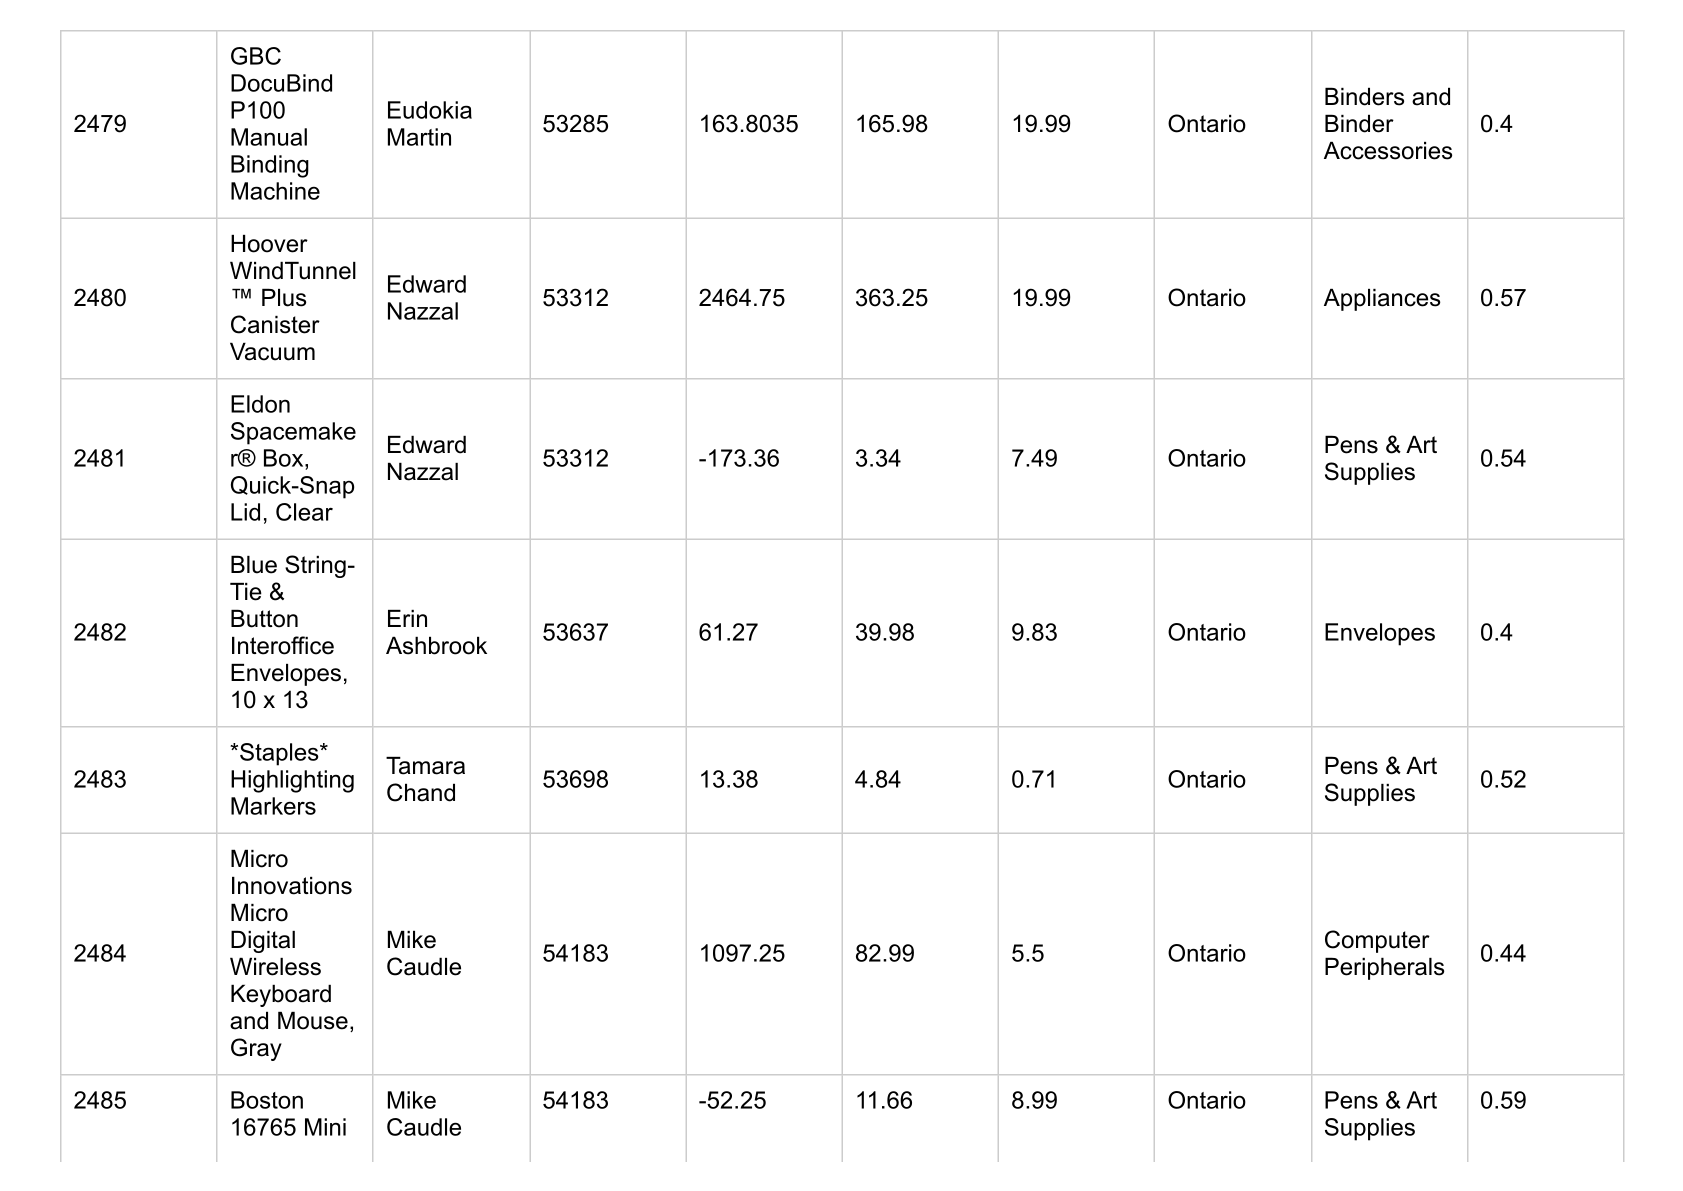 2479
GBC
DocuBind
P100
Manual
Binding
Machine
Eudokia
Martin
53285
163.8035
165.98
19.99
Ontario
Binders and
Binder
Accessories
0.4
2480
Hoover
WindTunnel
™ Plus
Canister
Vacuum
Edward
Nazzal
53312
2464.75
363.25
19.99
Ontario
Appliances
0.57
2481
Eldon
Spacemake
r® Box,
Quick-Snap
Lid, Clear
Edward
Nazzal
53312
-173.36
3.34
7.49
Ontario
Pens & Art
Supplies
0.54
2482
Blue String-
Tie &
Button
Interoffice
Envelopes,
10 x 13
Erin
Ashbrook
53637
61.27
39.98
9.83
Ontario
Envelopes
0.4
2483
*Staples*
Highlighting
Markers
Tamara
Chand
53698
13.38
4.84
0.71
Ontario
Pens & Art
Supplies
0.52
2484
Micro
Innovations
Micro
Digital
Wireless
Keyboard
and Mouse,
Gray
Mike
Caudle
54183
1097.25
82.99
5.5
Ontario
Computer
Peripherals
0.44
2485
Boston
16765 Mini
Mike
Caudle
54183
-52.25
11.66
8.99
Ontario
Pens & Art
Supplies
0.59